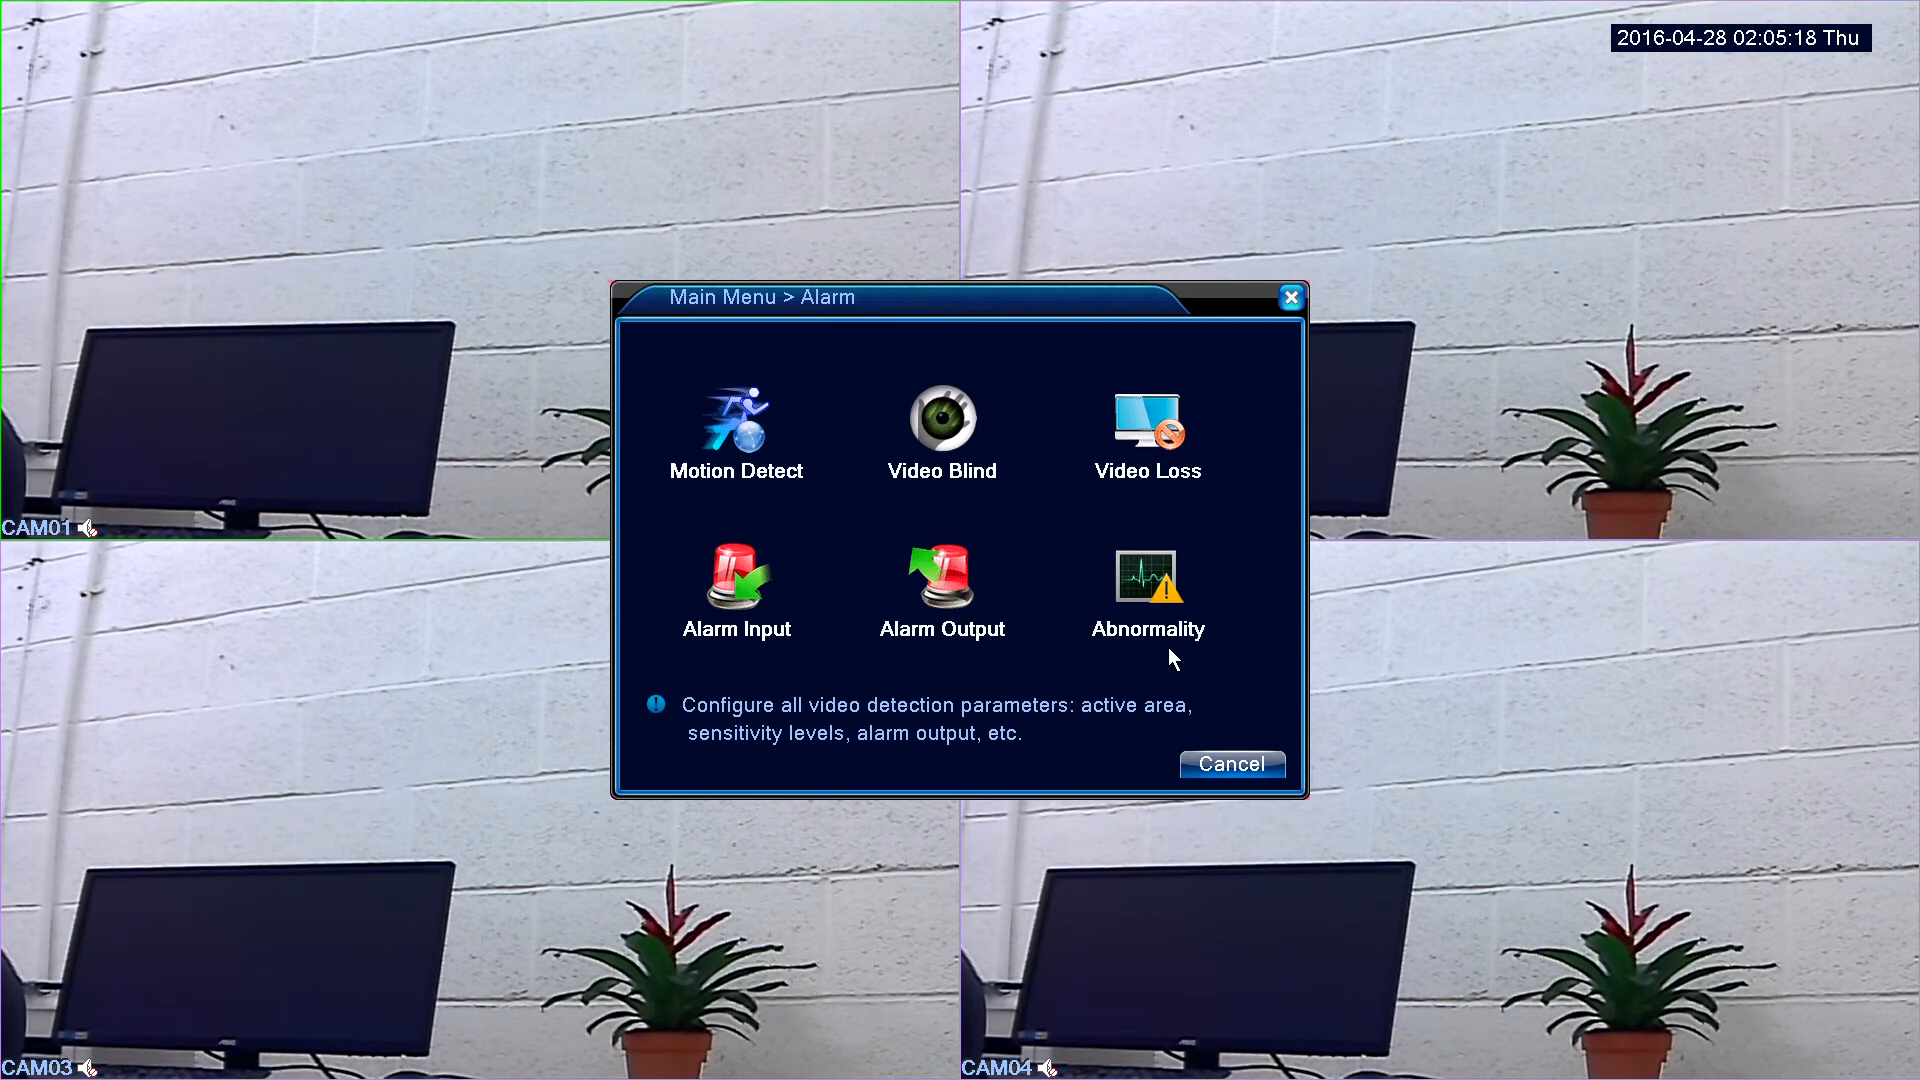 2016-04-28 02:05:18 Thu
Main Menu > Alarm
Motion Detect
Video Blind
Video Loss
CAM01
Alarm Input
Alarm Output
Abnormality
Configure all video detection parameters: active area,
sensitivity levels, alarm output, etc.
Cancel
CAM03
CAM04